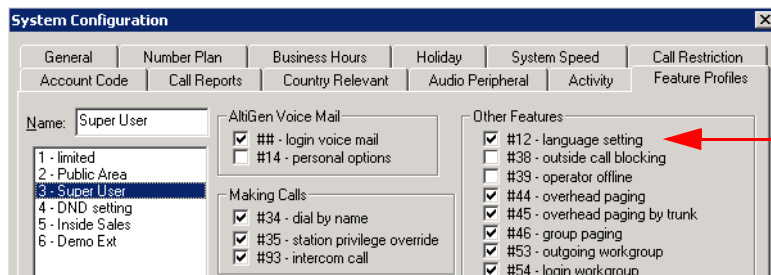 System Configuration
General
Number Plan
Business Hours
Holiday
System Speed
Call Restriction
Account Code
Call Reports
Country Relevant
Audio Peripheral
Activity
Feature Profiles
Name: Super User
1 - limited
2 - Public Area
3 - Super User
4 - DND setting
5 - Inside Sales
6 - Demo Ext
AltiGen Voice Mail
## - login voice mail
#14 - personal options
Making Calls
#34 - dial by name
#35 - station privilege override
#93 - intercom call
Other Features
#12 - language setting
#38 - outside call blocking
#39 - operator offline
#44 - overhead paging
#45 - overhead paging by trunk
#46 - group paging
#53 - outgoing workgroup
#54 - login workgroup